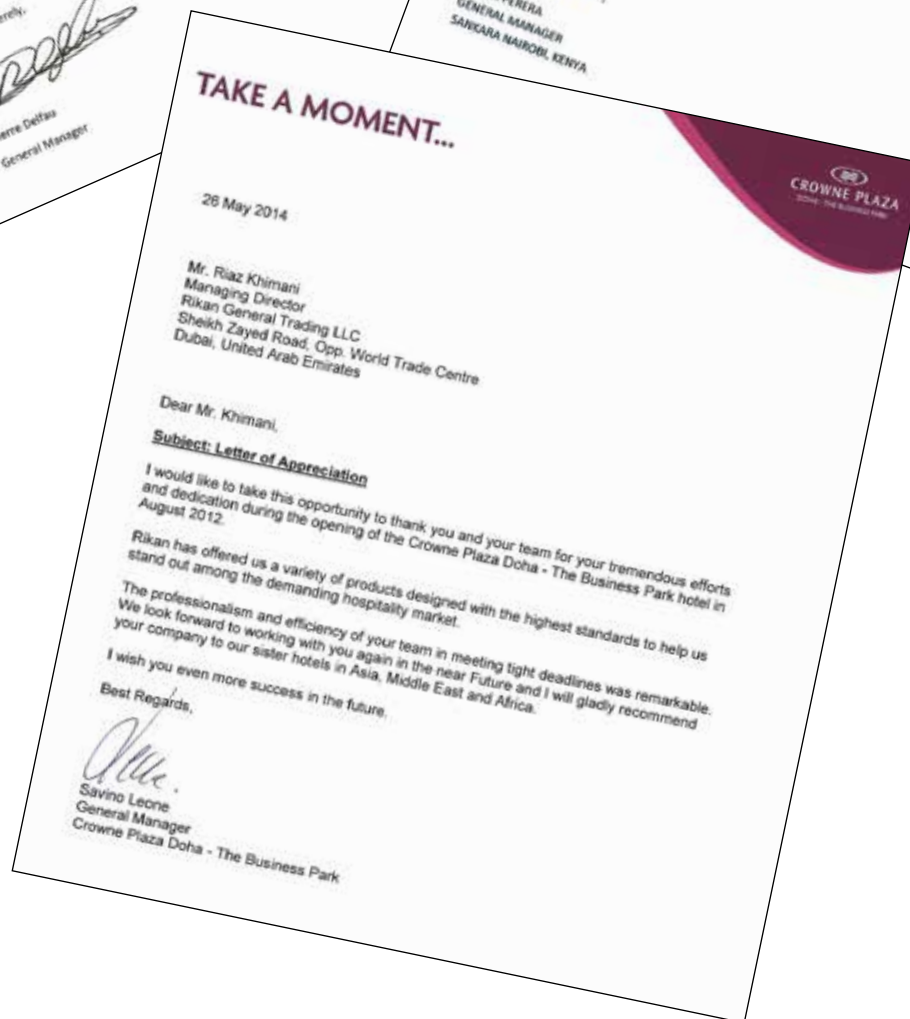 erely,
erre Delfau
General Manager
ERERA
GENERAL MANAGER
SANKARA NAIROBI, KENYA
TAKE A MOMENT...
CROWNE PLAZA
DOHA - THE BUSINESS PARK
26 May 2014
Mr. Riaz Khimani
Managing Director
Rikan General Trading LLC
Sheikh Zayed Road, Opp. World Trade Centre
Dubai, United Arab Emirates
Dear Mr. Khimani,
Subject: Letter of Appreciation
I would like to take this opportunity to thank you and your team for your tremendous efforts
and dedication during the opening of the Crowne Plaza Doha - The Business Park hotel in
August 2012.
Rikan has offered us a variety of products designed with the highest standards to help us
stand out among the demanding hospitality market.
The professionalism and efficiency of your team in meeting tight deadlines was remarkable.
We look forward to working with you again in the near Future and I will gladly recommend
your company to our sister hotels in Asia, Middle East and Africa.
I wish you even more success in the future.
Best Regards,
Savino Leone
General Manager
Crowne Plaza Doha - The Business Park